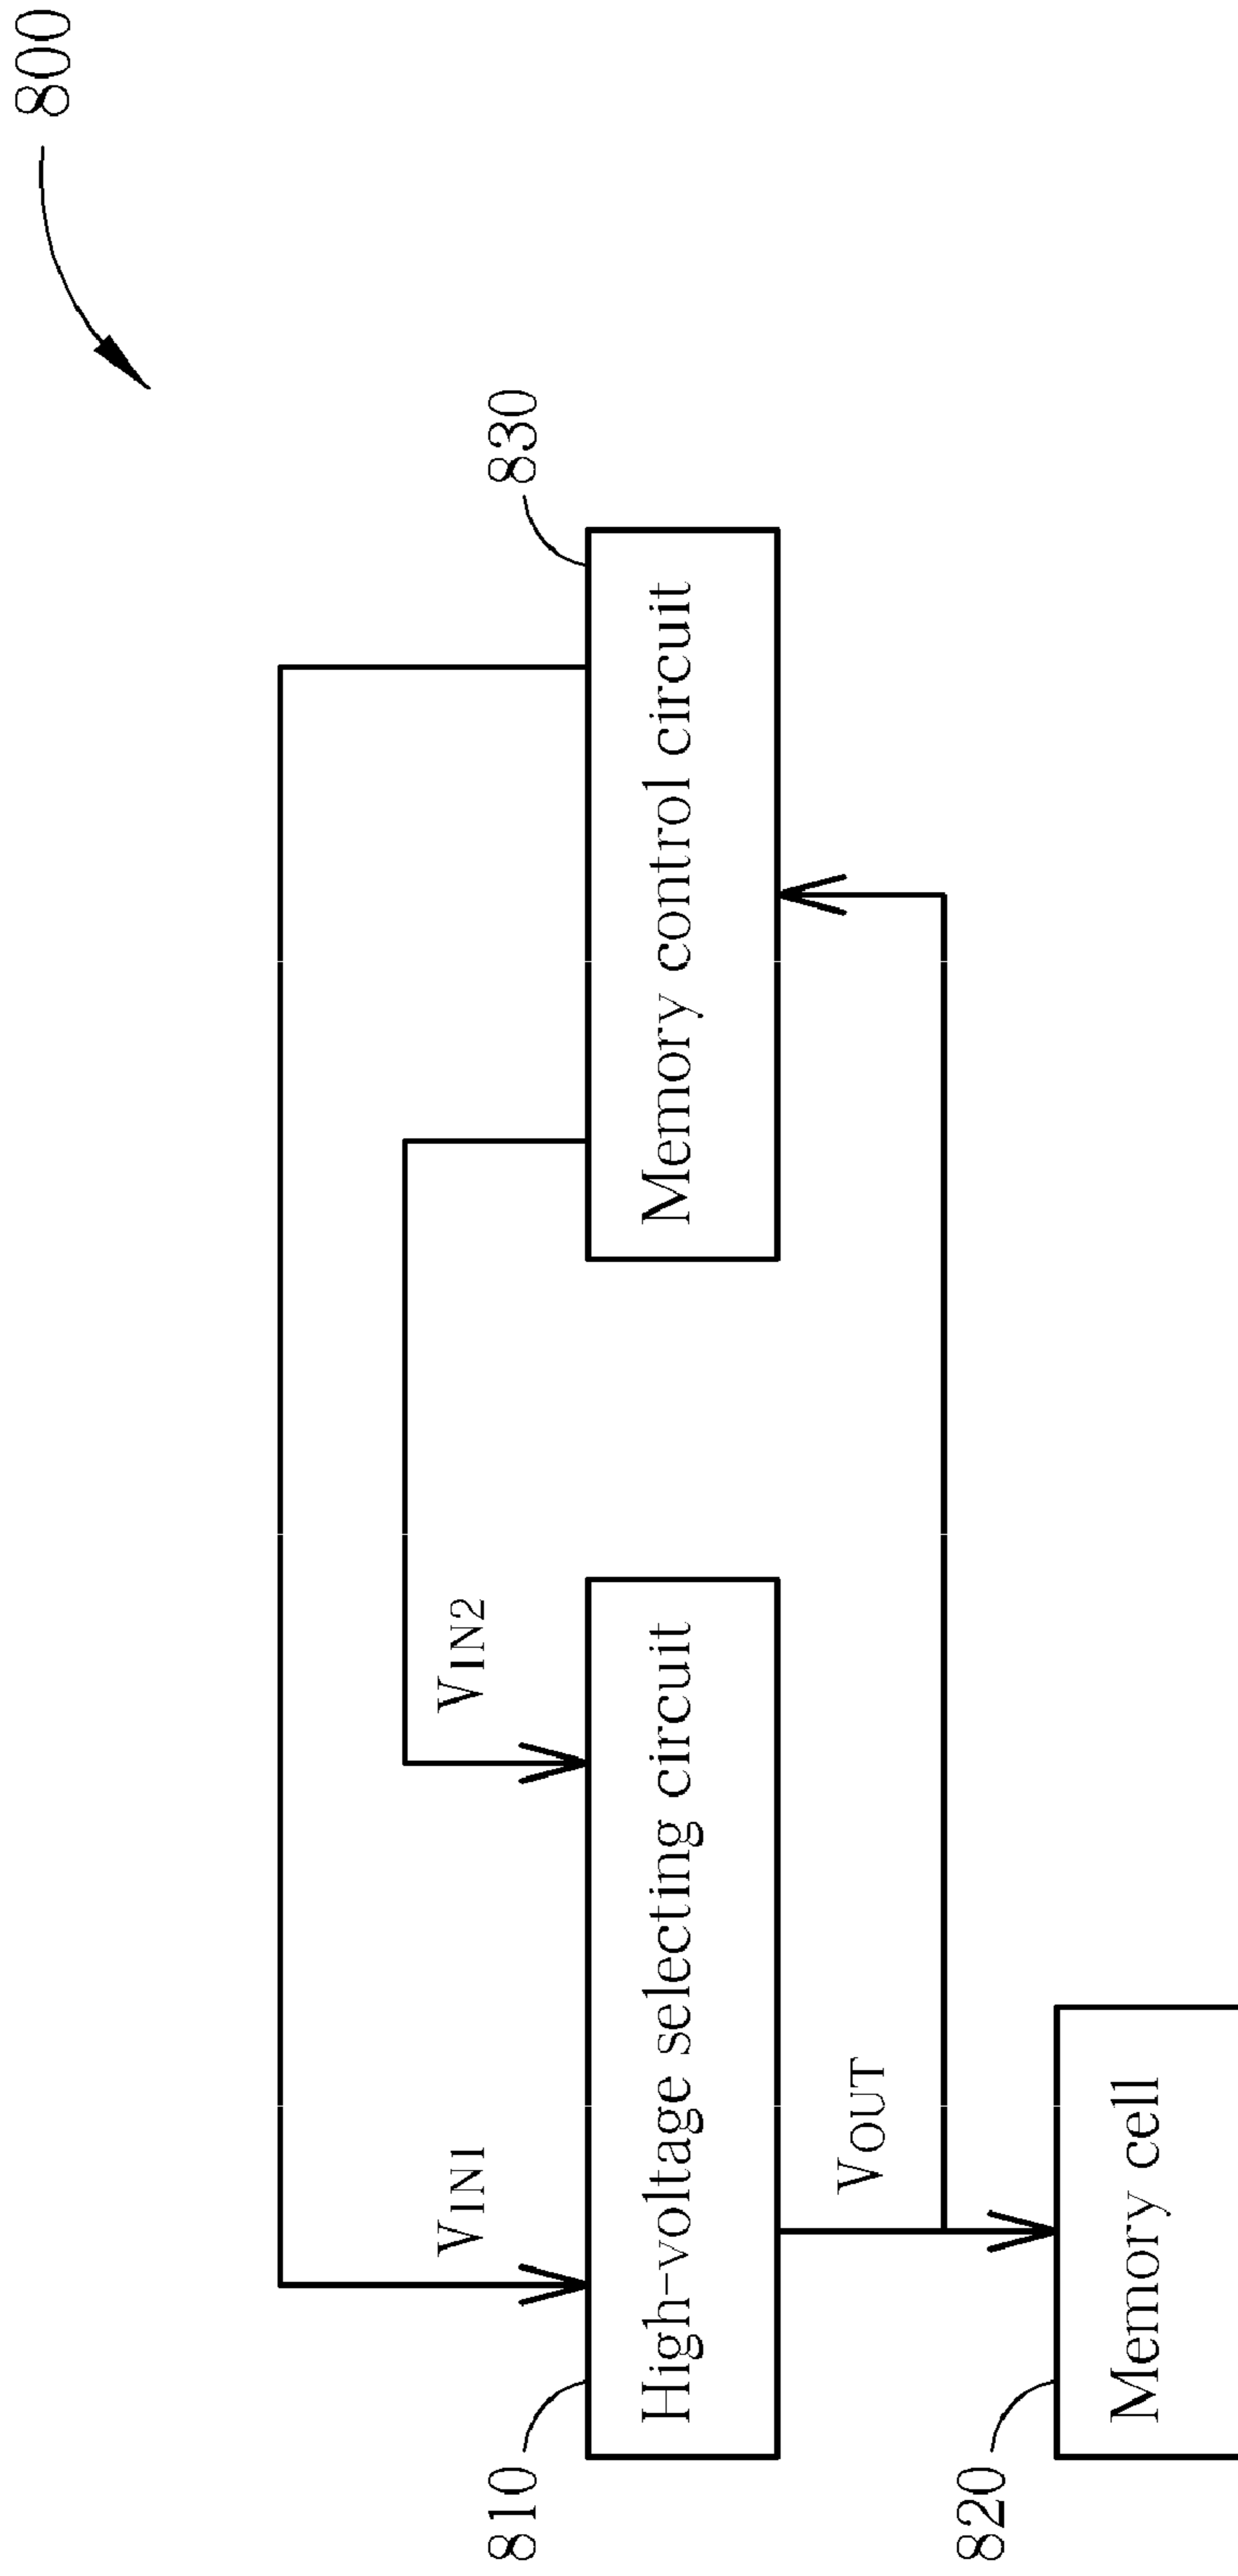 800
830
Memory control circuit
VIN2
VIN1
810
High-voltage selecting circuit
VOUT
820
Memory cell